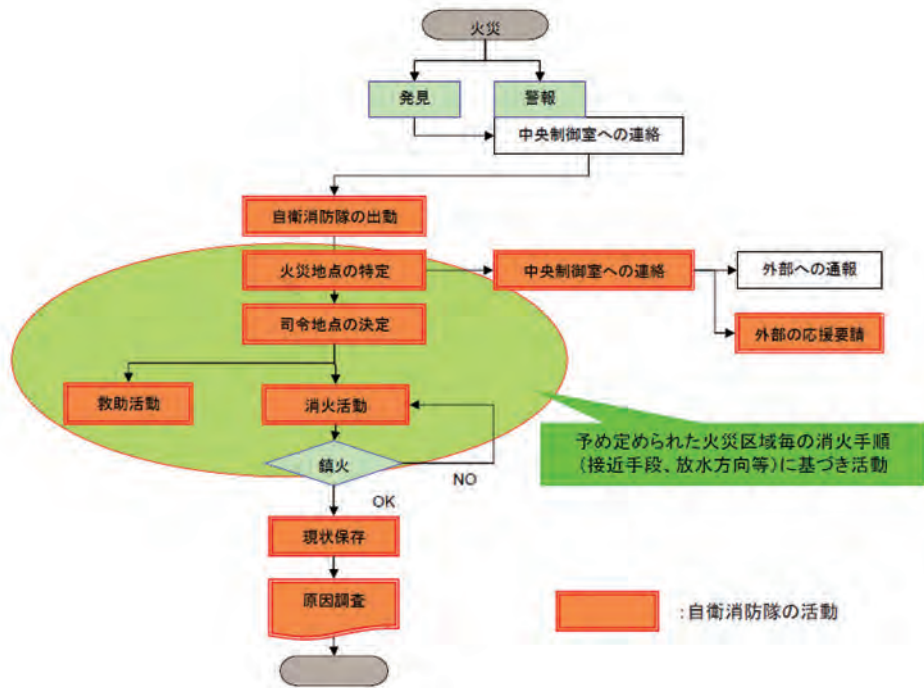 火災
発見
警報
中央制御室への連絡
自衛消防隊の出動
火災地点の特定
中央制御室への連絡
外部への通報
司令地点の決定
外部の応援要請
救助活動
消火活動
予め定められた火災区域毎の消火手順
(接近手段、放水方向等)に基づき活動
鎮火
NO
OK
現状保存
原因調査
:自衛消防隊の活動